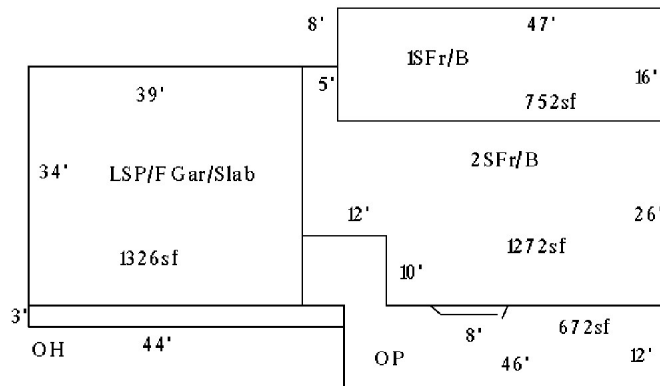 8' 47'
1SFr/B
39' 5' 16'
752sf
34' LSP/F Gar/Slab 2SFr/B
12' 26'
1326sf 10' 1272sf
3' 8' 672sf
OH 44' OP 46' 12'